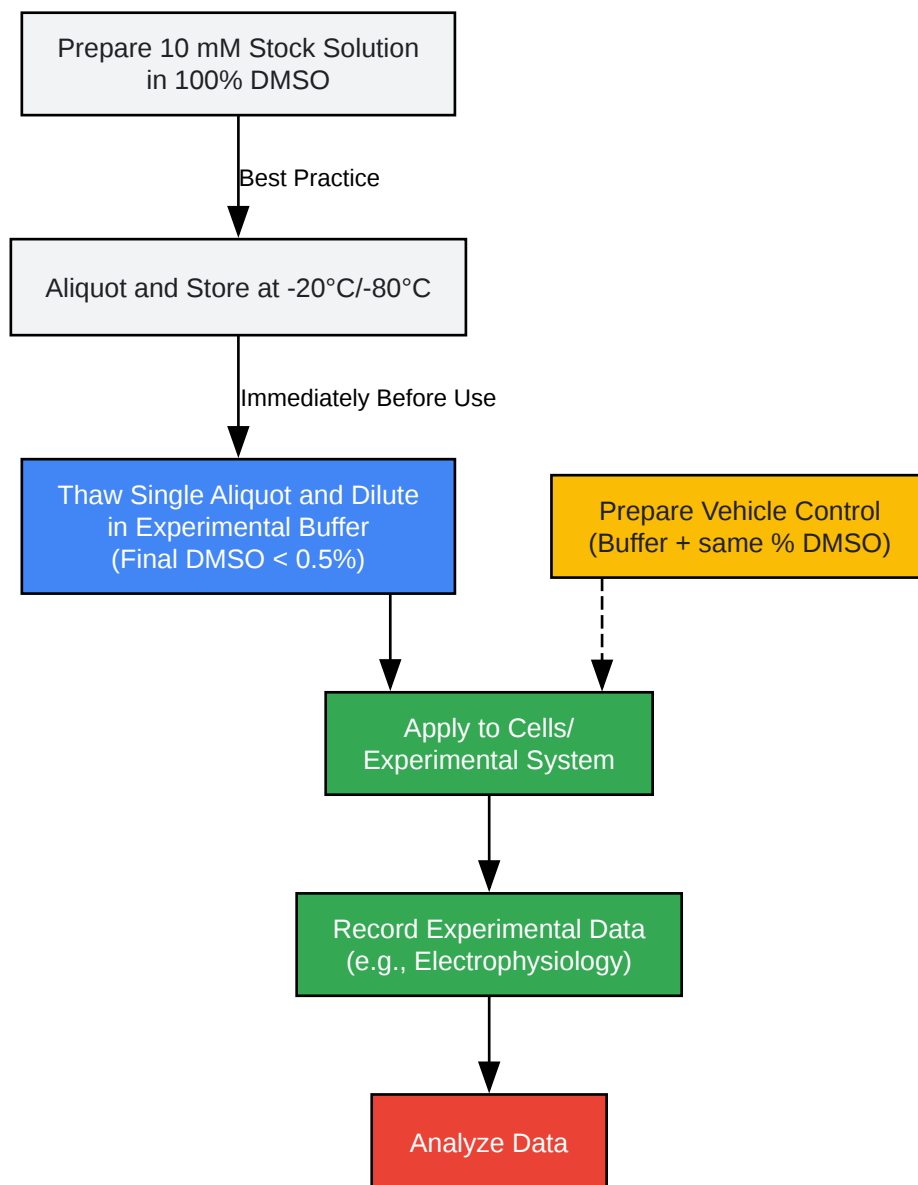 Prepare 10 mM Stock Solution
in 100% DMSO
Best Practice
Aliquot and Store at -20°C/-80°C
Immediately Before Use
Thaw Single Aliquot and Dilute
in Experimental Buffer
(Final DMSO < 0.5%)
Prepare Vehicle Control
(Buffer + same % DMSO)
Apply to Cells/
Experimental System
Record Experimental Data
(e.g., Electrophysiology)
Analyze Data